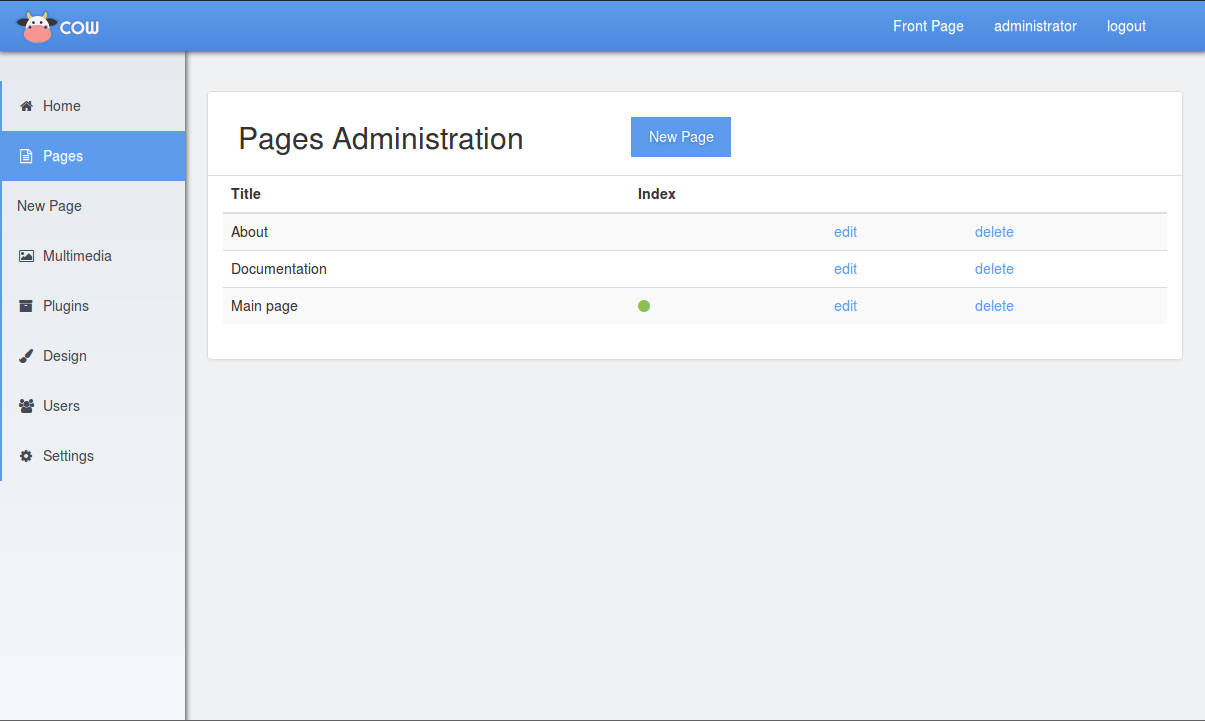 COW
Front Page administrator logout
Home
Pages
New Page
Multimedia
Plugins
Design
Users
Settings
Pages Administration New Page
Title Index
About edit delete
Documentation edit delete
Main page edit delete